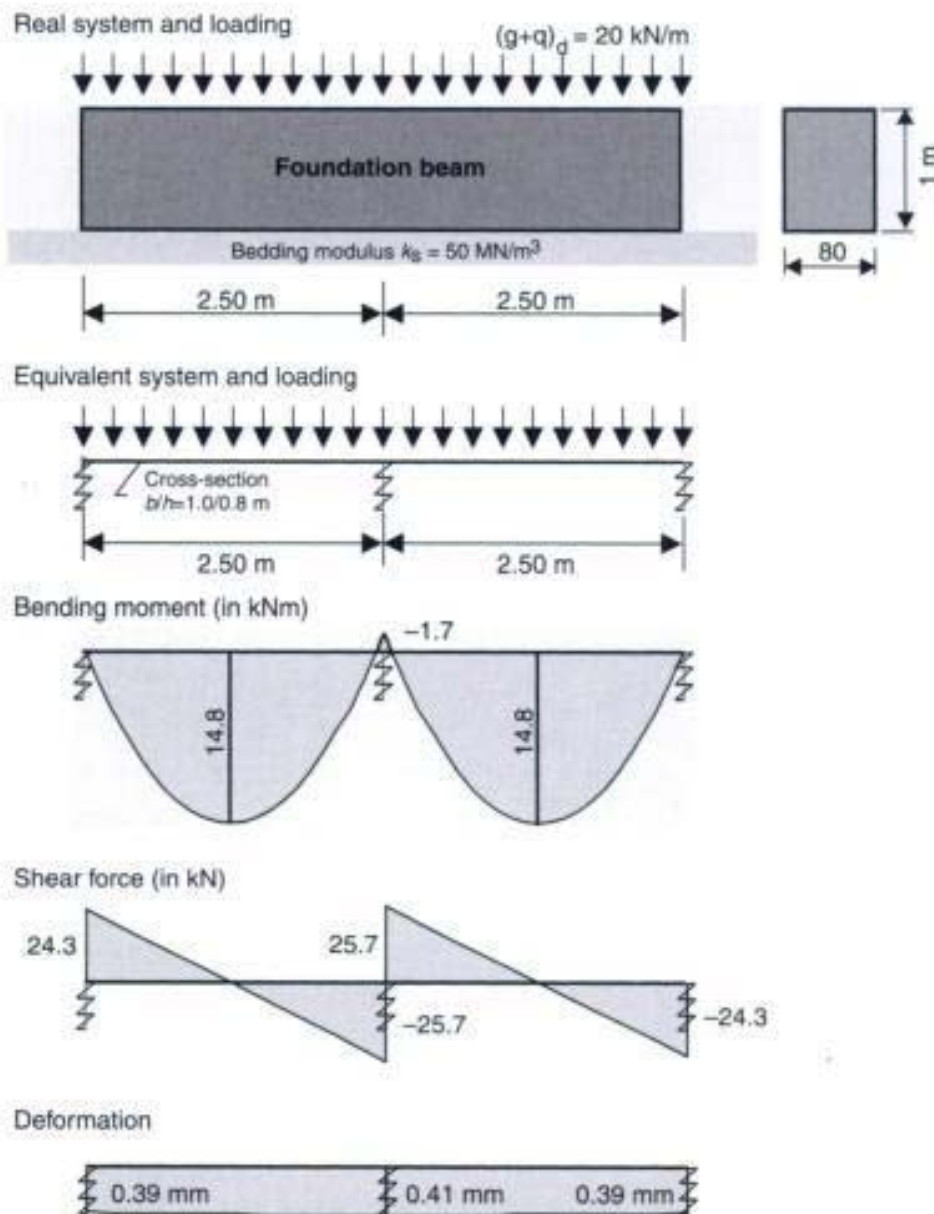 Real system and loading
(g+q)d = 20 kN/m
Foundation beam
1 m
Bedding modulus ks = 50 MN/m³
80
2.50 m
2.50 m
Equivalent system and loading
Cross-section
b/h=1.0/0.8 m
2.50 m
2.50 m
Bending moment (in kNm)
–1.7
14.8
14.8
Shear force (in kN)
24.3
25.7
–25.7
–24.3
Deformation
0.39 mm
0.41 mm
0.39 mm